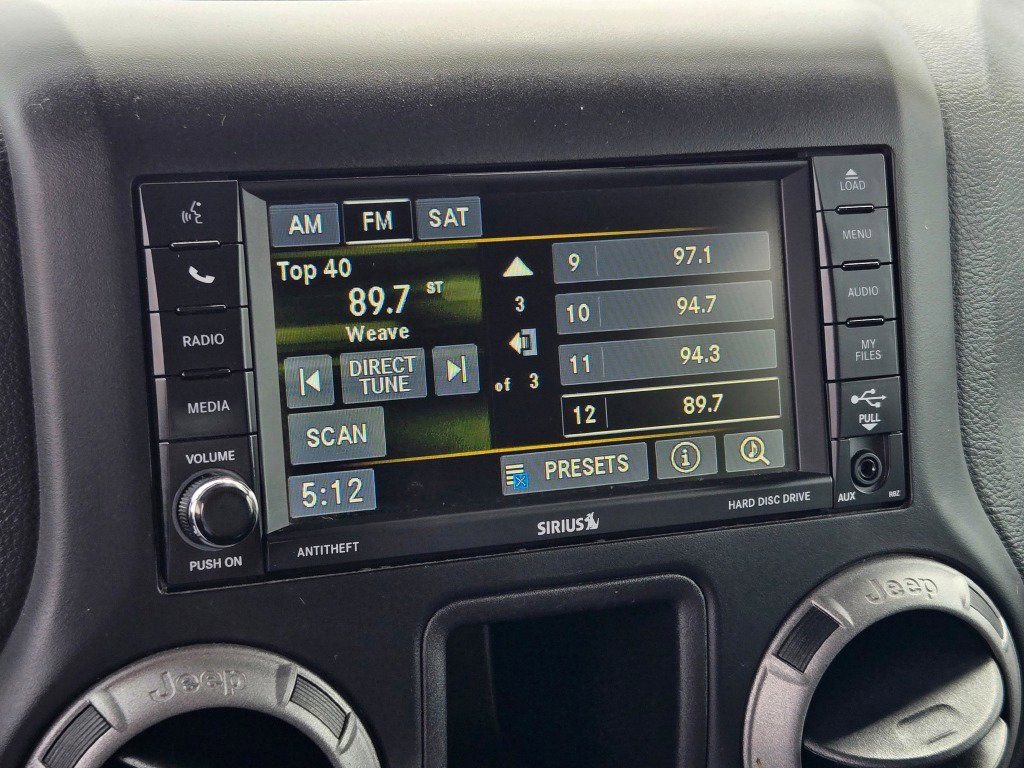 AM FM SAT
Top 40
89.7 ST
Weave
DIRECT
TUNE
SCAN
5:12
3
of 3
9 97.1
10 94.7
11 94.3
12 89.7
PRESETS
i
RADIO
MEDIA
VOLUME
PUSH ON
ANTITHEFT
SIRIUS
HARD DISC DRIVE
LOAD
MENU
AUDIO
MY
FILES
PULL
AUX
RBZ
Jeep
Jeep